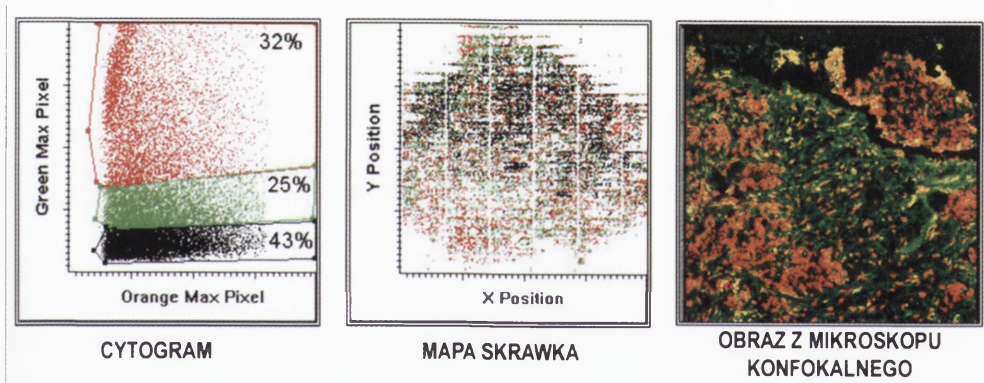 32%
25%
43%
Green Max Pixel
Orange Max Pixel
CYTOGRAM
Y Position
X Position
MAPA SKRAWKA
OBRAZ Z MIKROSKOPU
KONFOKALNEGO